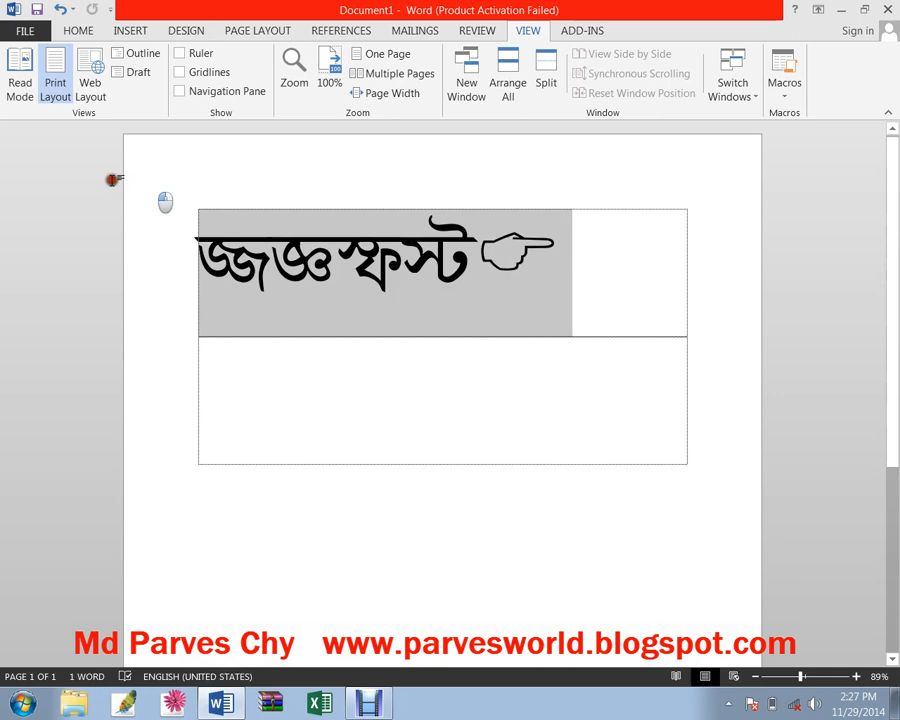 Document1 - Word (Product Activation Failed)
Sign in
FILE HOME INSERT DESIGN PAGE LAYOUT REFERENCES MAILINGS REVIEW VIEW ADD-INS
Read Mode
Print Layout
Web Layout
Outline
Draft
Views
Ruler
Gridlines
Navigation Pane
Show
Zoom
100%
One Page
Multiple Pages
Page Width
Zoom
New Window
Arrange All
Split
View Side by Side
Synchronous Scrolling
Reset Window Position
Window
Switch Windows
Macros
Macros
জ্জজ্ঞস্ফস্ট
Md Parves Chy www.parvesworld.blogspot.com
PAGE 1 OF 1 1 WORD ENGLISH (UNITED STATES) 89%
2:27 PM
11/29/2014